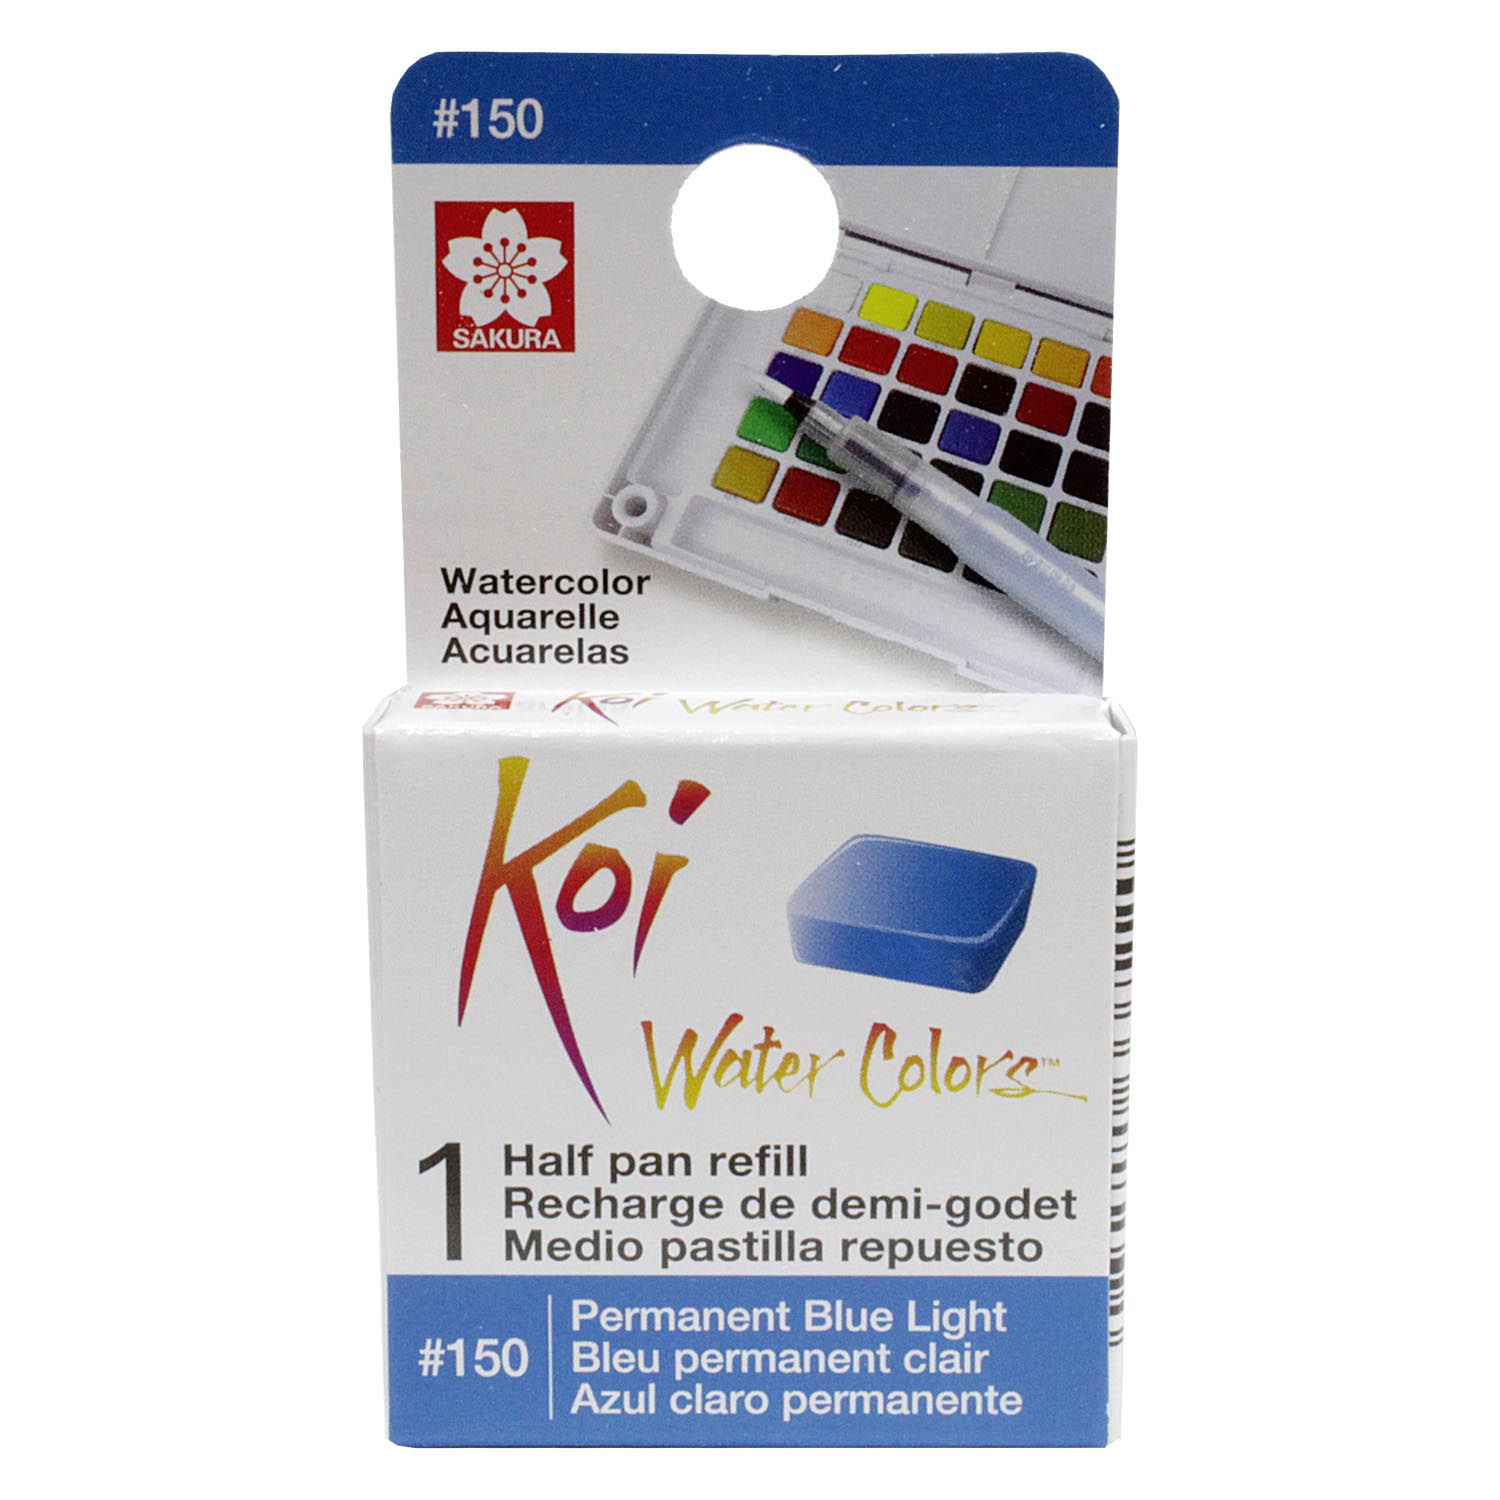 #150
SAKURA
Watercolor
Aquarelle
Acuarelas
SAKURA
Koi Water Colors
Koi
Water Colors™
1
Half pan refill
Recharge de demi-godet
Medio pastilla repuesto
#150
Permanent Blue Light
Bleu permanent clair
Azul claro permanente